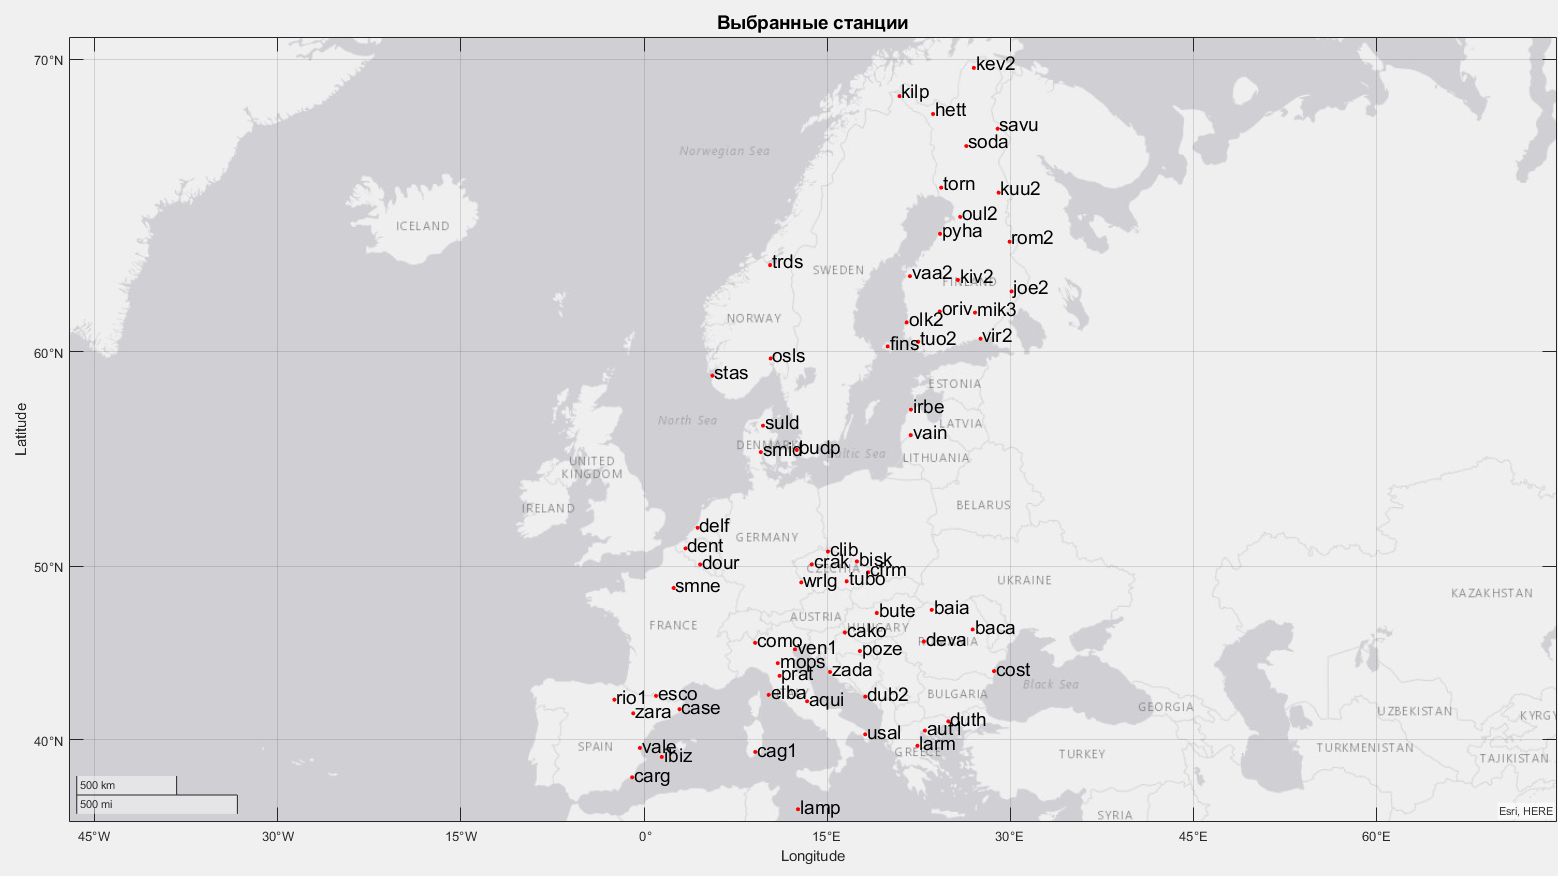 Выбранные станции
70°N
kev2
kilp
hett
savu
soda
Norwegian Sea
torn
kuu2
oul2
ICELAND
pyha
rom2
trds
SWEDEN
vaa2
kiv2
FINLAND
joe2
oriv
mik3
NORWAY
olk2
tuo2
vir2
fins
60°N
osls
stas
ESTONIA
irbe
North Sea
suld
LATVIA
vain
DENMARK
budp
smid
Baltic Sea
LITHUANIA
UNITED
KINGDOM
IRELAND
BELARUS
delf
GERMANY
dent
clib
dour
crak
bisk
50°N
CZECHIA
ctrm
wrlg
tubo
UKRAINE
smne
KAZAKHSTAN
bute
baia
AUSTRIA
FRANCE
cako
HUNGARY
baca
como
ven1
poze
deva
ROMANIA
mops
prat
zada
cost
Black Sea
rio1
esco
elba
aqui
dub2
BULGARIA
zara
case
GEORGIA
UZBEKISTAN
KYRGY
duth
aut1
usal
40°N
SPAIN
vale
ibiz
cag1
larm
GREECE
TURKEY
TURKMENISTAN
TAJIKISTAN
carg
500 km
500 mi
lamp
SYRIA
Esri, HERE
45°W
30°W
15°W
0°
15°E
30°E
45°E
60°E
Longitude
Latitude